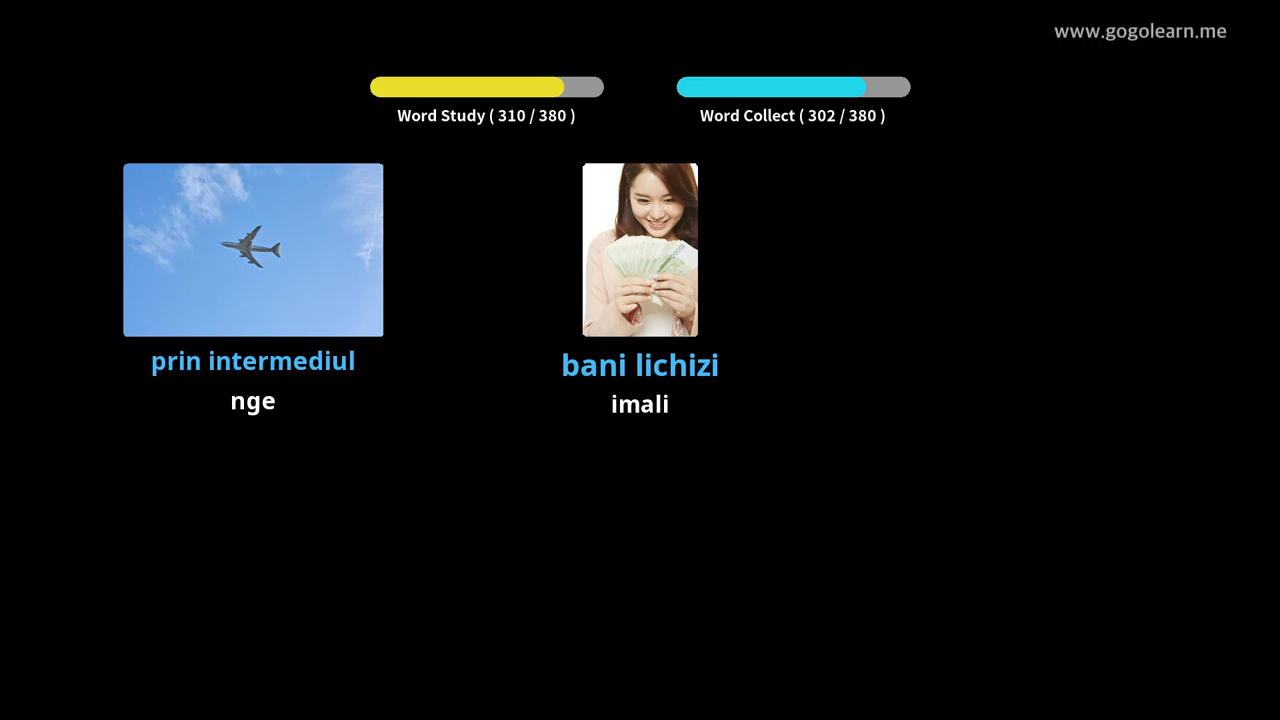 www.gogolearn.me
Word Study ( 310 / 380 )
Word Collect ( 302 / 380 )
prin intermediul
nge
bani lichizi
imali